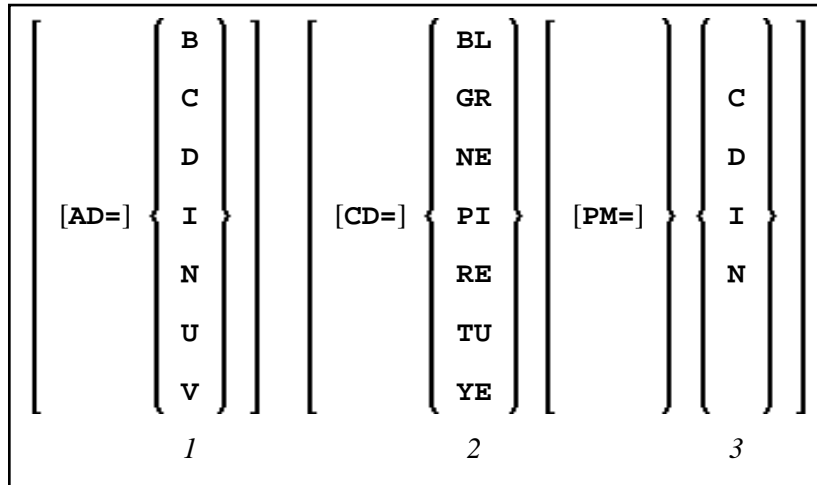 B BL
C GR C
D NE D
[AD=] I [CD=] PI [PM=] I
N RE N
U TU
V YE
1 2 3